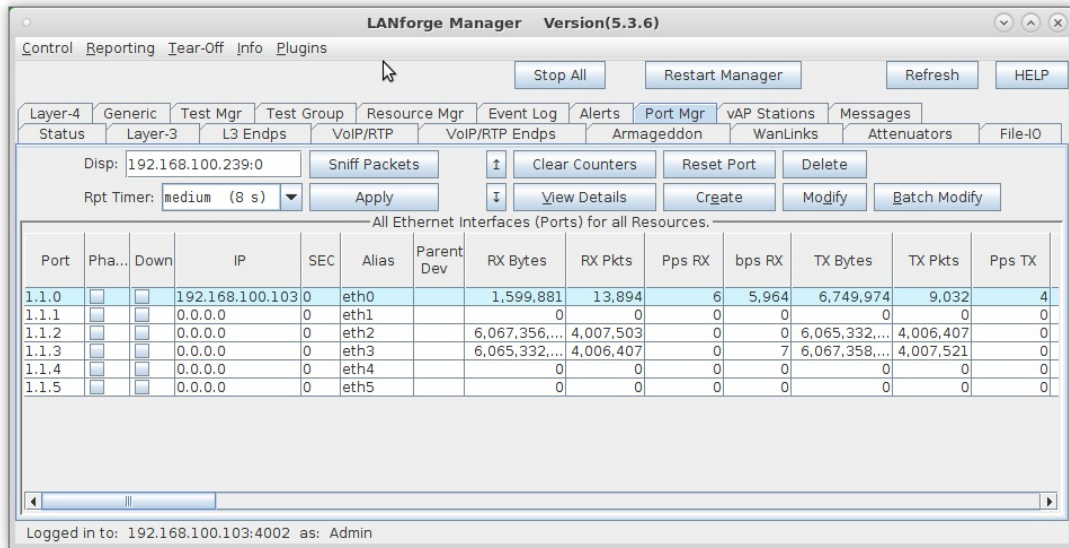 LANforge Manager Version(5.3.6)
Control Reporting Tear-Off Info Plugins
Stop All Restart Manager Refresh HELP
Layer-4 Generic Test Mgr Test Group Resource Mgr Event Log Alerts Port Mgr vAP Stations Messages
Status Layer-3 L3 Endps VoIP/RTP VoIP/RTP Endps Armageddon WanLinks Attenuators File-IO
Disp: 192.168.100.239:0 Sniff Packets Clear Counters Reset Port Delete
Rpt Timer: medium (8 s) Apply View Details Create Modify Batch Modify
All Ethernet Interfaces (Ports) for all Resources.
Port Pha... Down IP SEC Alias Parent Dev RX Bytes RX Pkts Pps RX bps RX TX Bytes TX Pkts Pps TX
1.1.0 192.168.100.103 0 eth0 1,599,881 13,894 6 5,964 6,749,974 9,032 4
1.1.1 0.0.0.0 0 eth1 0 0 0 0 0 0 0
1.1.2 0.0.0.0 0 eth2 6,067,356,... 4,007,503 0 0 6,065,332,... 4,006,407 0
1.1.3 0.0.0.0 0 eth3 6,065,332,... 4,006,407 0 7 6,067,358,... 4,007,521 0
1.1.4 0.0.0.0 0 eth4 0 0 0 0 0 0 0
1.1.5 0.0.0.0 0 eth5 0 0 0 0 0 0 0
Logged in to: 192.168.100.103:4002 as: Admin